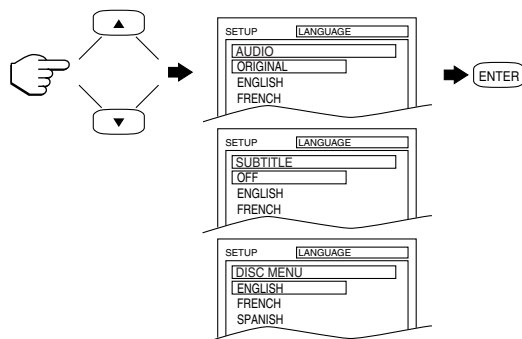 SETUP LANGUAGE
AUDIO
ORIGINAL
ENGLISH
FRENCH
ENTER
SETUP LANGUAGE
SUBTITLE
OFF
ENGLISH
FRENCH
SETUP LANGUAGE
DISC MENU
ENGLISH
FRENCH
SPANISH